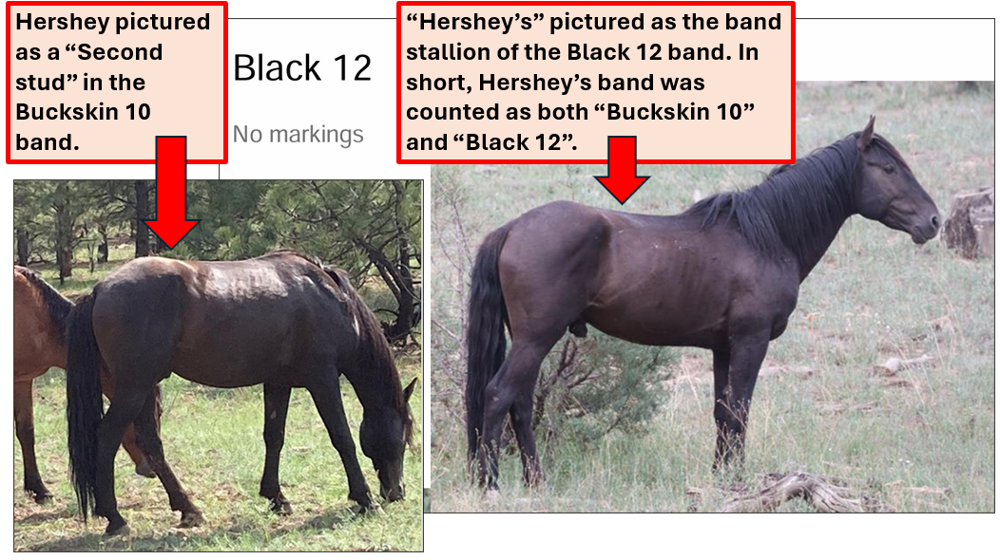 Hershey pictured
as a “Second
stud” in the
Buckskin 10
band.
Black 12
No markings
“Hershey’s” pictured as the band
stallion of the Black 12 band. In
short, Hershey’s band was
counted as both “Buckskin 10”
and “Black 12”.